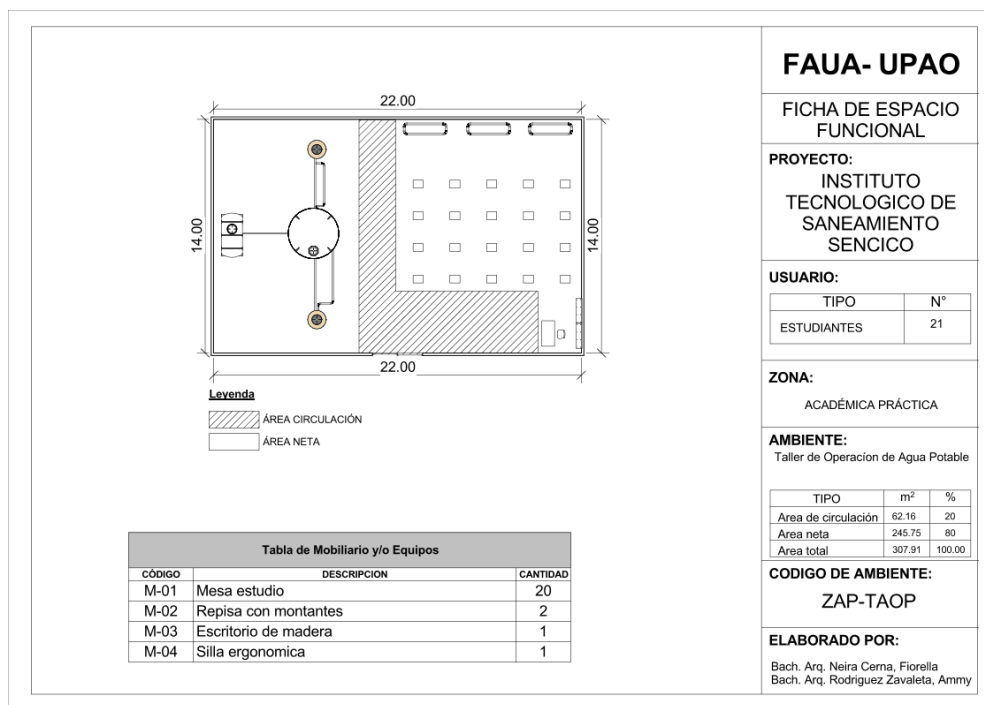 22.00
14.00
14.00
22.00
Leyenda
ÁREA CIRCULACIÓN
ÁREA NETA
Tabla de Mobiliario y/o Equipos
CÓDIGO DESCRIPCION CANTIDAD
M-01 Mesa estudio 20
M-02 Repisa con montantes 2
M-03 Escritorio de madera 1
M-04 Silla ergonomica 1
FAUA- UPAO
FICHA DE ESPACIO
FUNCIONAL
PROYECTO:
INSTITUTO
TECNOLOGICO DE
SANEAMIENTO
SENCICO
USUARIO:
TIPO N°
ESTUDIANTES 21
ZONA:
ACADÉMICA PRÁCTICA
AMBIENTE:
Taller de Operacíon de Agua Potable
TIPO m² %
Area de circulación 62.16 20
Area neta 245.75 80
Area total 307.91 100.00
CODIGO DE AMBIENTE:
ZAP-TAOP
ELABORADO POR:
Bach. Arq. Neira Cerna, Fiorella
Bach. Arq. Rodriguez Zavaleta, Ammy